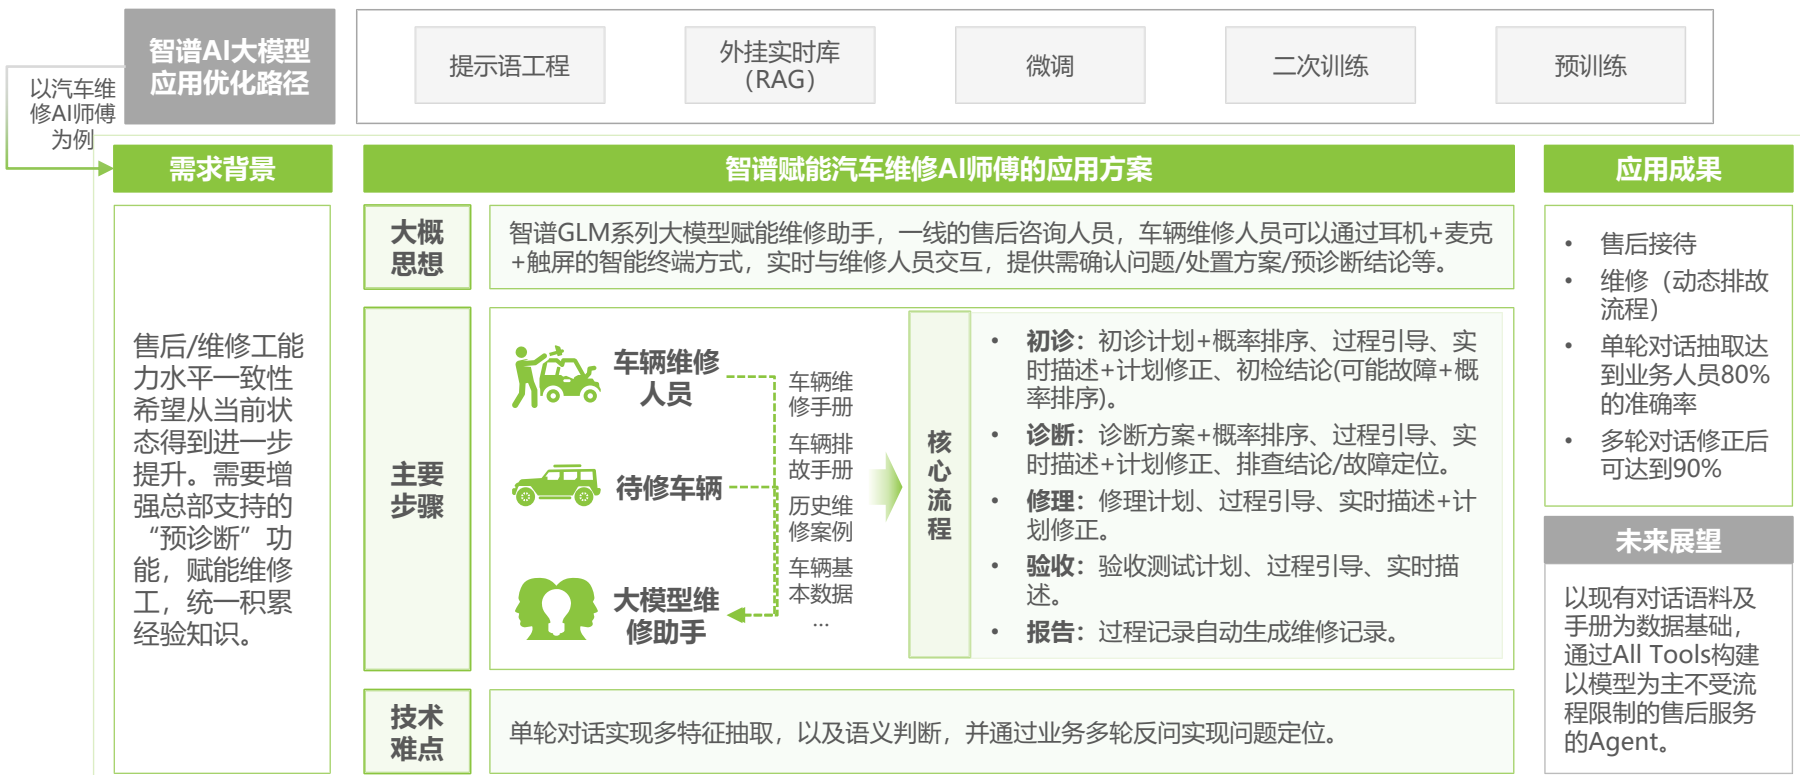 智谱AI大模型
应用优化路径
提示语工程
外挂实时库
（RAG）
微调
二次训练
预训练
以汽车维
修AI师傅
为例
需求背景
售后/维修工能
力水平一致性
希望从当前状
态得到进一步
提升。需要增
强总部支持的
“预诊断”功
能，赋能维修
工，统一积累
经验知识。
智谱赋能汽车维修AI师傅的应用方案
大概
思想
智谱GLM系列大模型赋能维修助手，一线的售后咨询人员，车辆维修人员可以通过耳机+麦克
+触屏的智能终端方式，实时与维修人员交互，提供需确认问题/处置方案/预诊断结论等。
主要
步骤
车辆维修
人员
待修车辆
大模型维
修助手
车辆维
修手册
车辆排
故手册
历史维
修案例
车辆基
本数据
...
核
心
流
程
• 初诊：初诊计划+概率排序、过程引导、实
时描述+计划修正、初检结论(可能故障+概
率排序)。
• 诊断：诊断方案+概率排序、过程引导、实
时描述+计划修正、排查结论/故障定位。
• 修理：修理计划、过程引导、实时描述+计
划修正。
• 验收：验收测试计划、过程引导、实时描
述。
• 报告：过程记录自动生成维修记录。
技术
难点
单轮对话实现多特征抽取，以及语义判断，并通过业务多轮反问实现问题定位。
应用成果
• 售后接待
• 维修（动态排故
流程）
• 单轮对话抽取达
到业务人员80%
的准确率
• 多轮对话修正后
可达到90%
未来展望
以现有对话语料及
手册为数据基础，
通过All Tools构建
以模型为主不受流
程限制的售后服务
的Agent。